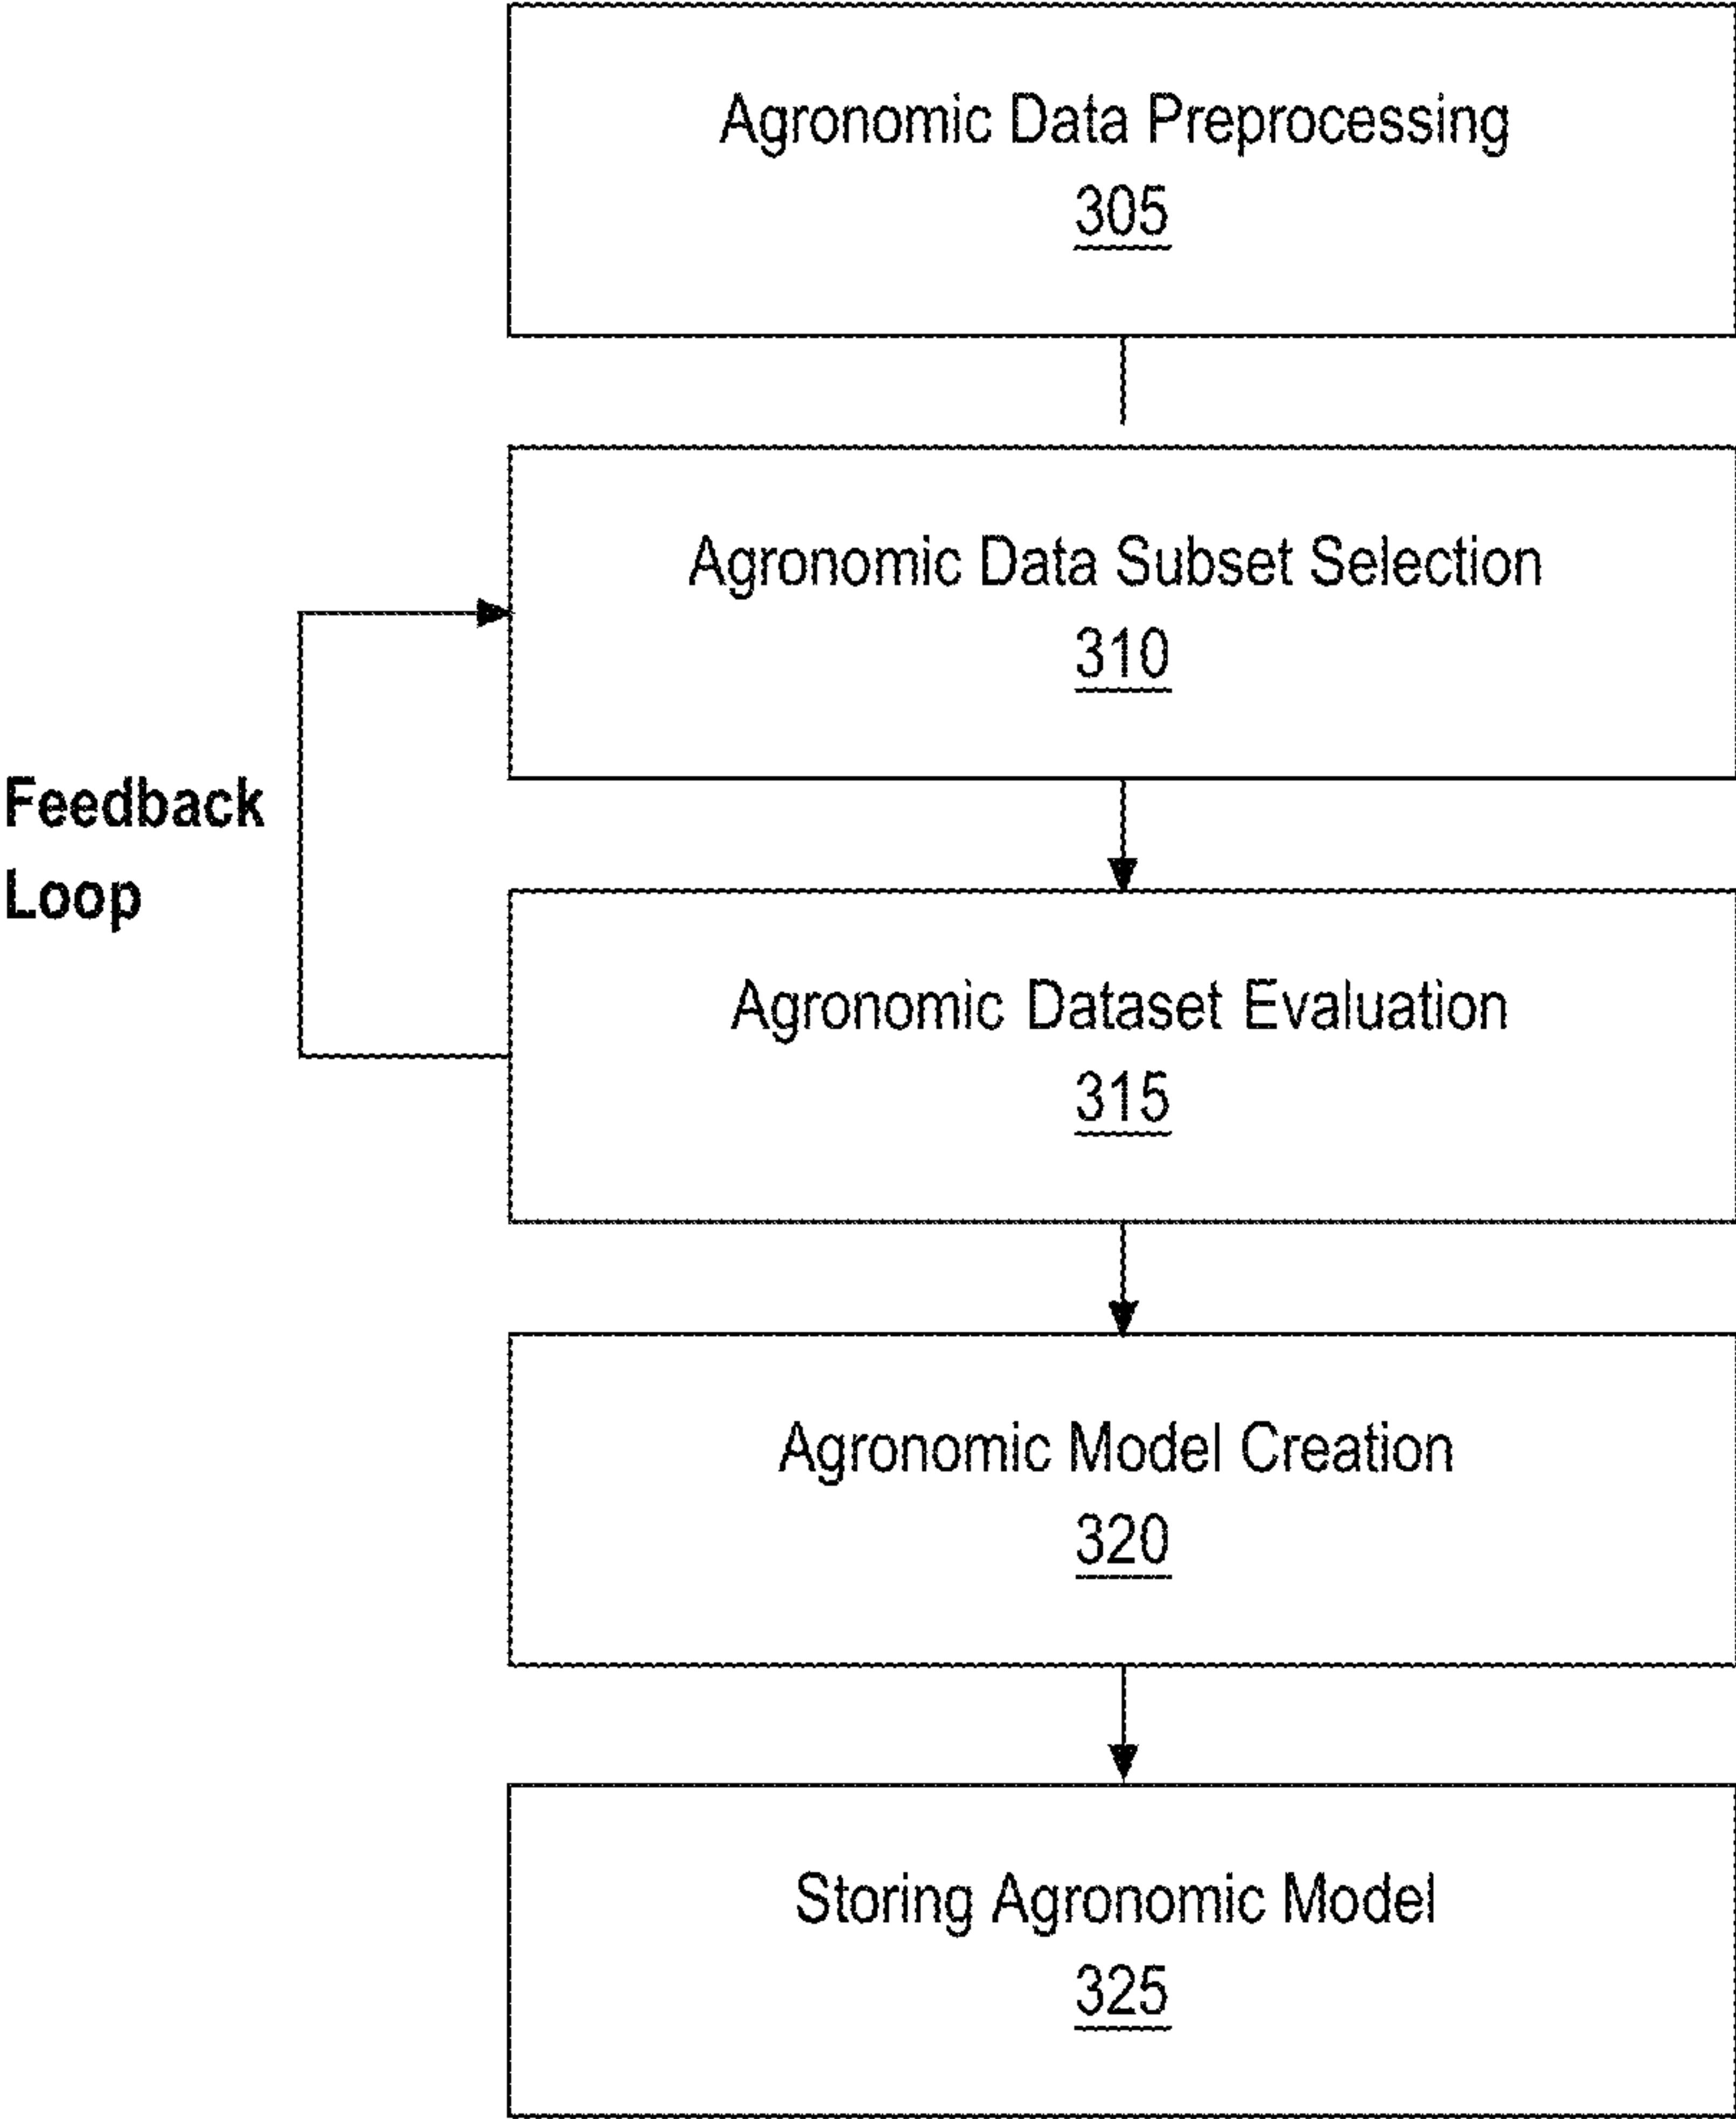 Agronomic Data Preprocessing
305
Agronomic Data Subset Selection
310
Feedback
Loop
Agronomic Dataset Evaluation
315
Agronomic Model Creation
320
Storing Agronomic Model
325